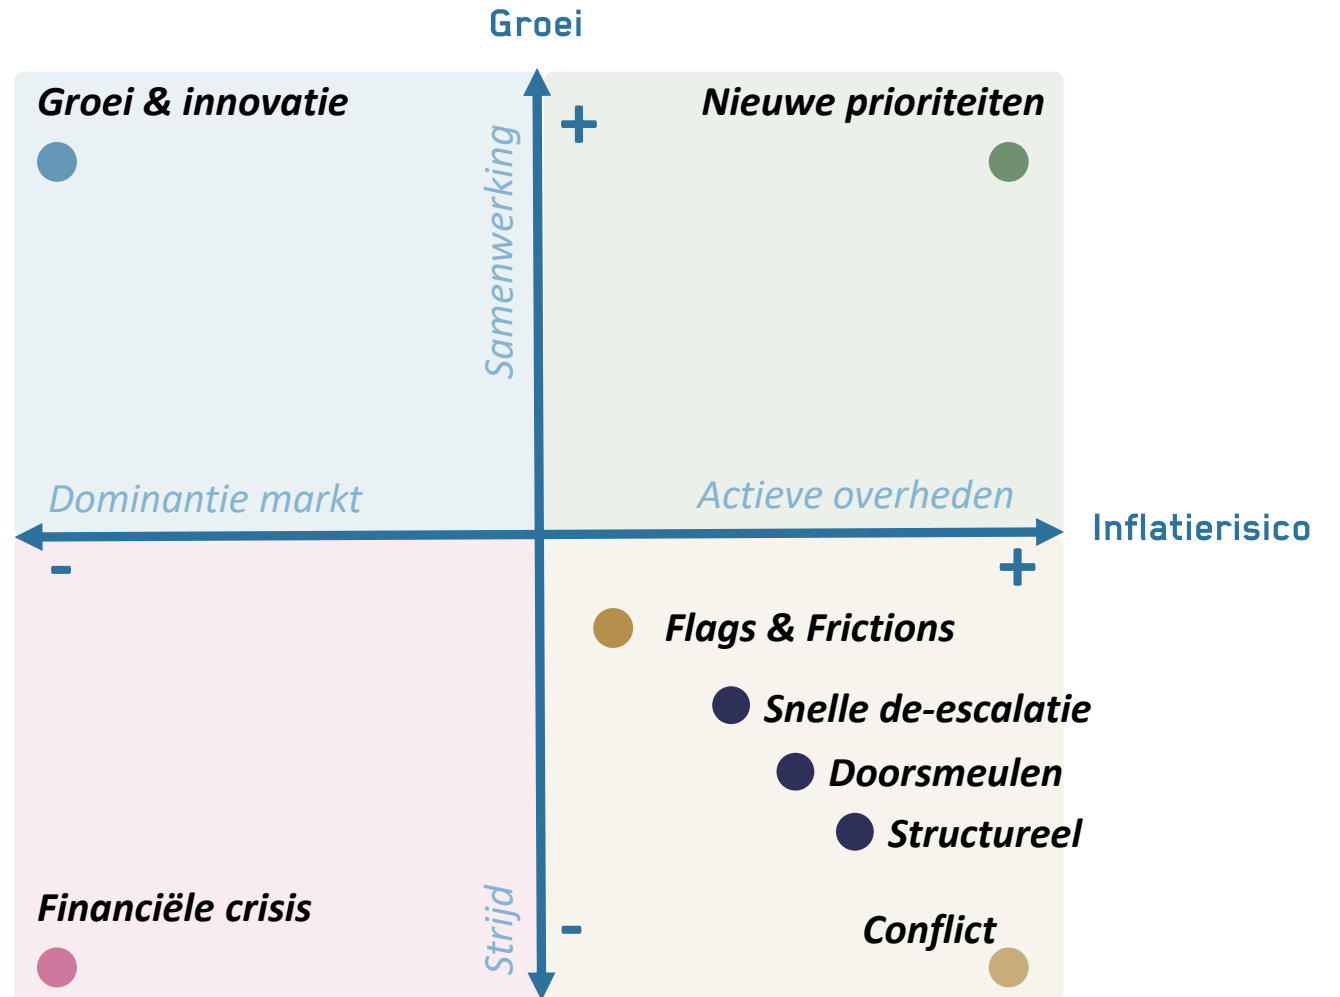 Groei
Groei & innovatie
Nieuwe prioriteiten
+
Samenwerking
Dominantie markt
Actieve overheden
Inflatierisico
-
+
Flags & Frictions
Snelle de-escalatie
Doorsmeulen
Structureel
Financiële crisis
Strijd
-
Conflict